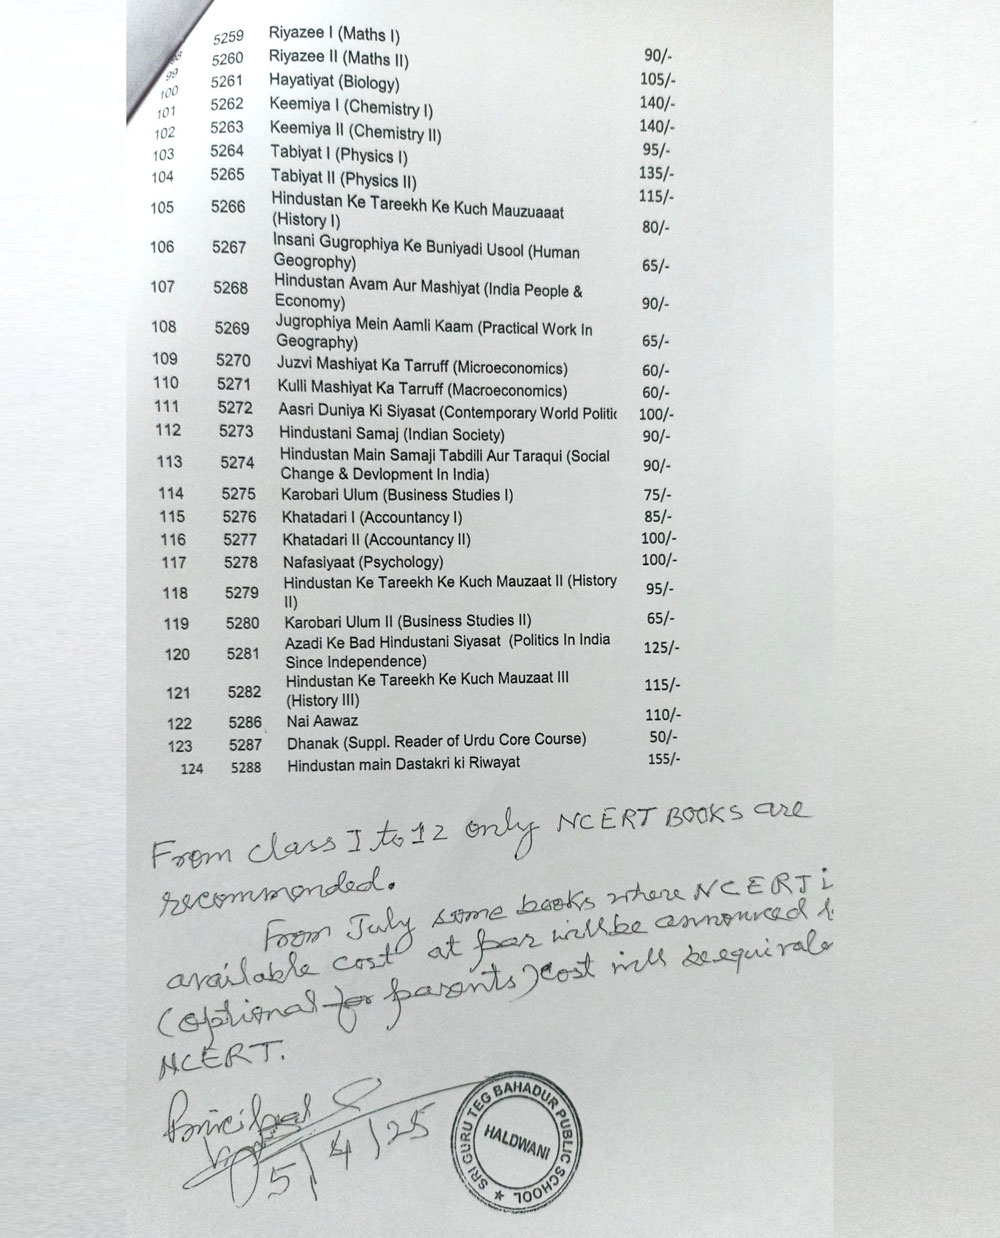 5259 Riyazee I (Maths I)
99 5260 Riyazee II (Maths II) 90/-
100 5261 Hayatiyat (Biology) 105/-
101 5262 Keemiya I (Chemistry I) 140/-
102 5263 Keemiya II (Chemistry II) 140/-
103 5264 Tabiyat I (Physics I) 95/-
104 5265 Tabiyat II (Physics II) 135/-
105 5266 Hindustan Ke Tareekh Ke Kuch Mauzuaaat 115/-
(History I) 80/-
106 5267 Insani Gugrophiya Ke Buniyadi Usool (Human
Geogrophy) 65/-
107 5268 Hindustan Avam Aur Mashiyat (India People &
Economy) 90/-
108 5269 Jugrophiya Mein Aamli Kaam (Practical Work In
Geography) 65/-
109 5270 Juzvi Mashiyat Ka Tarruff (Microeconomics) 60/-
110 5271 Kulli Mashiyat Ka Tarruff (Macroeconomics) 60/-
111 5272 Aasri Duniya Ki Siyasat (Contemporary World Politic 100/-
112 5273 Hindustani Samaj (Indian Society) 90/-
113 5274 Hindustan Main Samaji Tabdili Aur Taraqui (Social 90/-
Change & Devlopment In India)
114 5275 Karobari Ulum (Business Studies I) 75/-
115 5276 Khatadari I (Accountancy I) 85/-
116 5277 Khatadari II (Accountancy II) 100/-
117 5278 Nafasiyaat (Psychology) 100/-
118 5279 Hindustan Ke Tareekh Ke Kuch Mauzaat II (History 95/-
II)
119 5280 Karobari Ulum II (Business Studies II) 65/-
120 5281 Azadi Ke Bad Hindustani Siyasat (Politics In India 125/-
Since Independence)
121 5282 Hindustan Ke Tareekh Ke Kuch Mauzaat III 115/-
(History III)
122 5286 Nai Aawaz 110/-
123 5287 Dhanak (Suppl. Reader of Urdu Core Course) 50/-
124 5288 Hindustan main Dastakri ki Riwayat 155/-
From class I to 12 only NCERT BOOKS are
recommonded.
From July some books where NCERT i
available cost at par will be announced
(optional for parents) cost will be equivale
NCERT.
Principal
5/4/25
SRI GURU TEG BAHADUR PUBLIC SCHOOL
HALDWANI